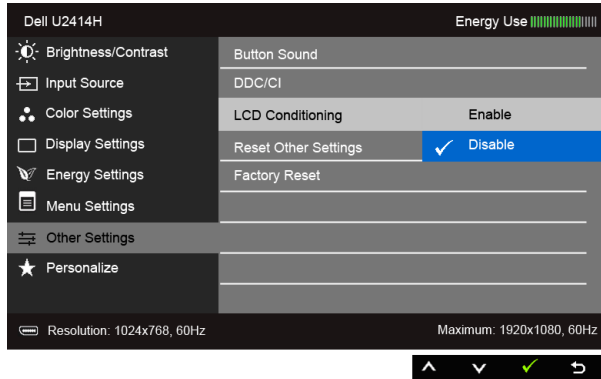 Dell U2414H Energy Use
Brightness/Contrast Button Sound
Input Source DDC/CI
Color Settings LCD Conditioning Enable
Display Settings Reset Other Settings Disable
Energy Settings Factory Reset
Menu Settings
Other Settings
Personalize
Resolution: 1024x768, 60Hz Maximum: 1920x1080, 60Hz